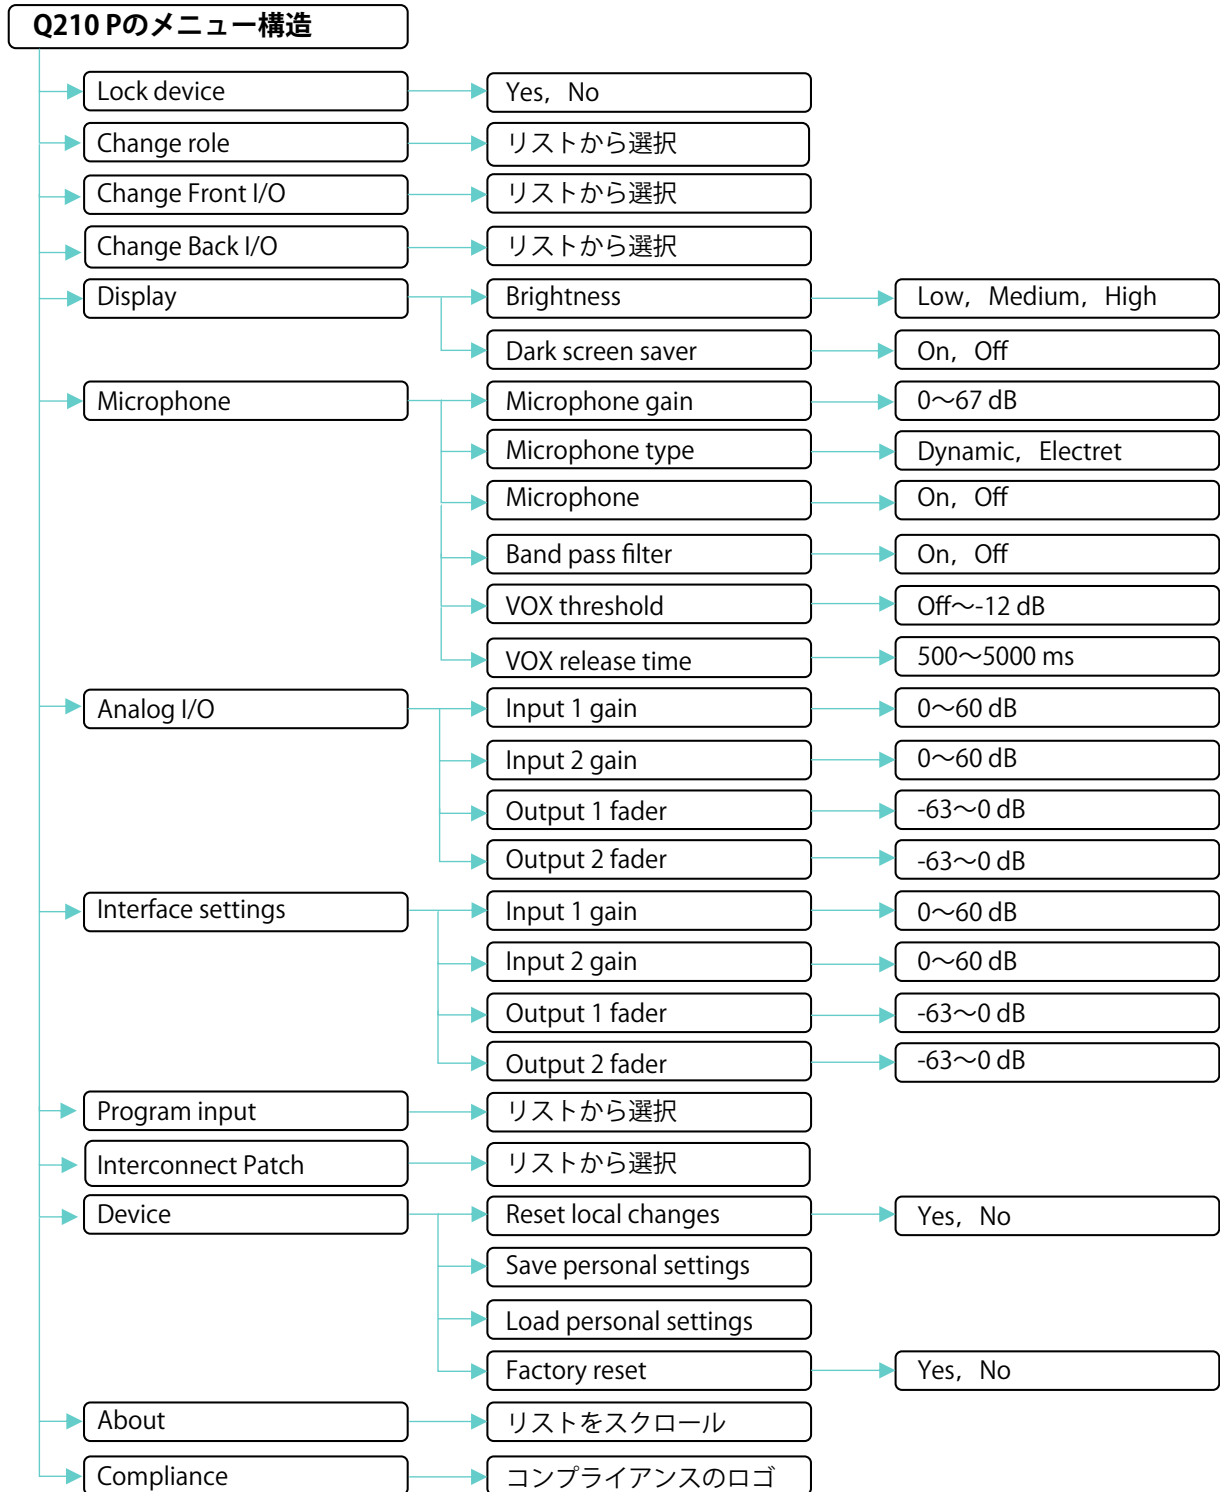 Q210 Pのメニュー構造
Lock device
Yes, No
Change role
リストから選択
Change Front I/O
リストから選択
Change Back I/O
リストから選択
Display
Brightness
Low, Medium, High
Dark screen saver
On, Off
Microphone
Microphone gain
0〜67 dB
Microphone type
Dynamic, Electret
Microphone
On, Off
Band pass filter
On, Off
VOX threshold
Off〜-12 dB
VOX release time
500〜5000 ms
Analog I/O
Input 1 gain
0〜60 dB
Input 2 gain
0〜60 dB
Output 1 fader
-63〜0 dB
Output 2 fader
-63〜0 dB
Interface settings
Input 1 gain
0〜60 dB
Input 2 gain
0〜60 dB
Output 1 fader
-63〜0 dB
Output 2 fader
-63〜0 dB
Program input
リストから選択
Interconnect Patch
リストから選択
Device
Reset local changes
Yes, No
Save personal settings
Load personal settings
Factory reset
Yes, No
About
リストをスクロール
Compliance
コンプライアンスのロゴ